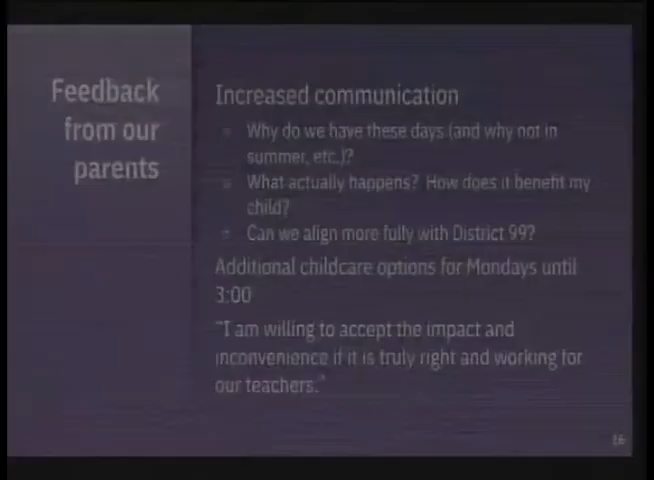 Feedback
from our
parents
Increased communication
Why do we have these days (and why not in
summer, etc.)?
What actually happens? How does it benefit my
child?
Can we align more fully with District 99?
Additional childcare options for Mondays until
3:00
"I am willing to accept the impact and
inconvenience if it is truly right and working for
our teachers."
16